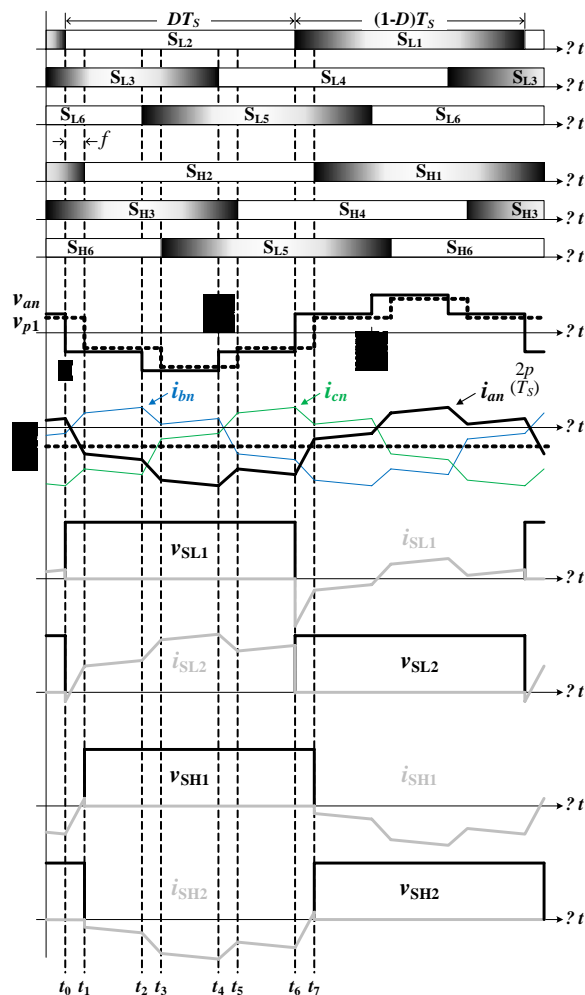 DT_S (1-D)T_S
S_L2 S_L1 ? t
S_L3 S_L4 S_L3 ? t
S_L6 S_L5 S_L6 ? t
f
S_H2 S_H1 ? t
S_H3 S_H4 S_H3 ? t
S_H6 S_L5 S_H6 ? t
v_an
v_p1 ? t
2p
(T_S)
i_bn i_cn i_an
? t
v_SL1 i_SL1
? t
i_SL2 v_SL2
? t
v_SH1 i_SH1
? t
i_SH2 v_SH2
? t
t_0 t_1 t_2 t_3 t_4 t_5 t_6 t_7